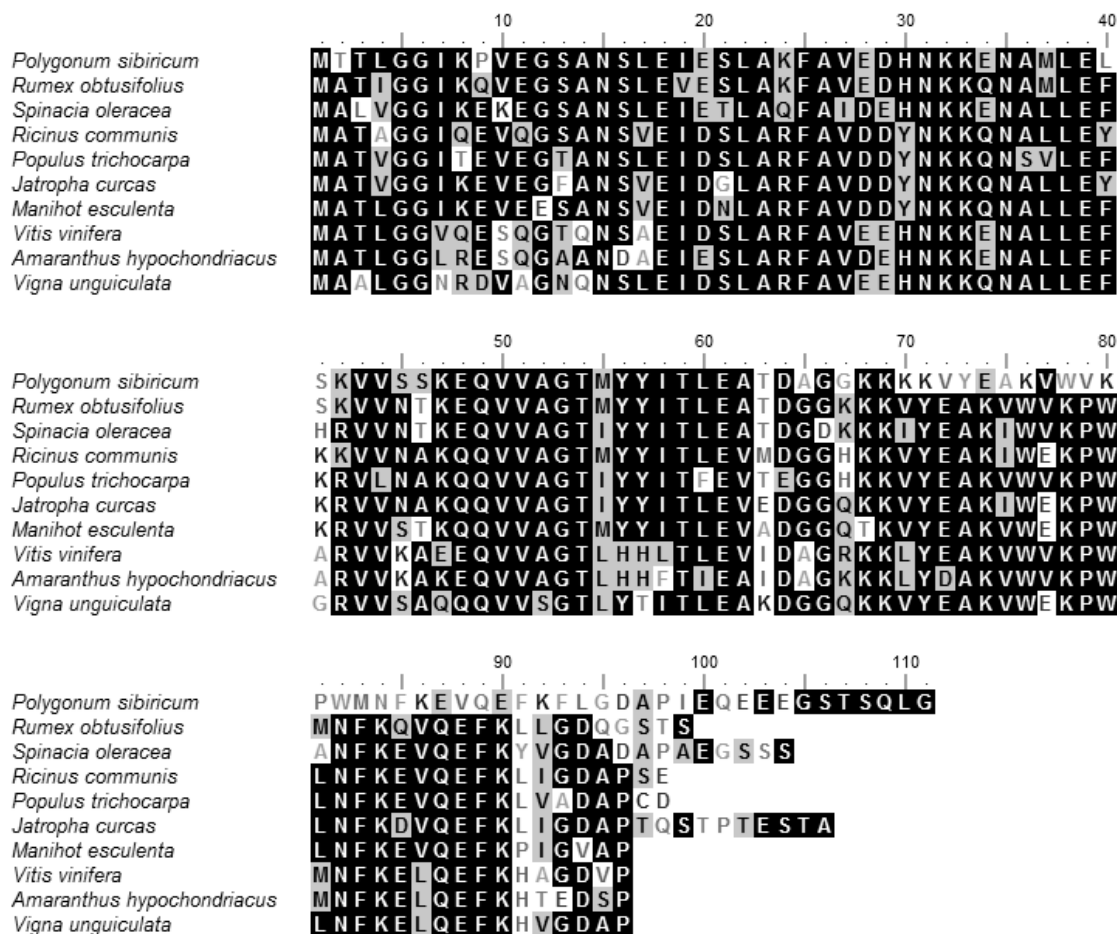 10 20 30 40
Polygonum sibiricum MTTLGGIKPVEGSANSLEIESLAKFAVEDHNKKENAMLEL
Rumex obtusifolius MATIGGIKQVEGSANSLEVESLAKFAVEDHNKKQNAMLEF
Spinacia oleracea MALVGGIKEKEGSANSLEIETLAQFAIDEHNKKENALLEF
Ricinus communis MATAGGIQEVQGSANSVEIDSLARFAVDDYNKKQNALLEY
Populus trichocarpa MATVGGITEVEGTANSLEIDSLARFAVDDYNKKQNSVLEF
Jatropha curcas MATVGGIKEVEGFANSVEIDGLARFAVDDYNKKQNALLEY
Manihot esculenta MATLGGIKEVEESANSVEIDNLARFAVDDYNKKQNALLEF
Vitis vinifera MATLGGVQESQGTQNSAEIDSLARFAVEEHNKKENALLEF
Amaranthus hypochondriacus MATLGGLRESQGAANDAEIESLARFAVDEHNKKENALLEF
Vigna unguiculata MAALGGNRDVAGNQNSLEIDSLARFAVEEHNKKQNALLEF
50 60 70 80
Polygonum sibiricum SKVVSSKEQVVAGTMYYITLEATDAGGKKKKVYEAKVWVK
Rumex obtusifolius SKVVNTKEQVVAGTMYYITLEATDGGKKKVYEAKVWVKPW
Spinacia oleracea HRVVNTKEQVVAGTIYYITLEATDGDKKKIYEAKIWVKPW
Ricinus communis KKVVNAKQQVVAGTMYYITLEVMDGGHKKVYEAKIWEKPW
Populus trichocarpa KRVLNAKQQVVAGTIYYITFEVTEGGHKKVYEAKVWVKPW
Jatropha curcas KRVVNAKQQVVAGTIYYITLEVEDGGQKKVYEAKIWEKPW
Manihot esculenta KRVVSTKQQVVAGTMYYITLEVADGGQTKVYEAKVWEKPW
Vitis vinifera ARVVKAEEQVVAGTLHHLTLEVIDAGRKKLYEAKVWVKPW
Amaranthus hypochondriacus ARVVKAKEQVVAGTLHHFTIEAIDAGKKKLYDAKVWVKPW
Vigna unguiculata GRVVSAQQQVVSGTLYTITLEAKDGGQKKVYEAKVWEKPW
90 100 110
Polygonum sibiricum PWMNFKEVQEFKFLGDAPIEQEEEGSTSQLG
Rumex obtusifolius MNFKQVQEFKLLGDQGSTS
Spinacia oleracea ANFKEVQEFKYVGDADAPAEGSSS
Ricinus communis LNFKEVQEFKLIGDAPSE
Populus trichocarpa LNFKEVQEFKLVADAPCD
Jatropha curcas LNFKDVQEFKLIGDAPTQSTPTESTA
Manihot esculenta LNFKEVQEFKPIGVAP
Vitis vinifera MNFKELQEFKHAGDVP
Amaranthus hypochondriacus MNFKELQEFKHTEDSP
Vigna unguiculata LNFKELQEFKHVGDAP